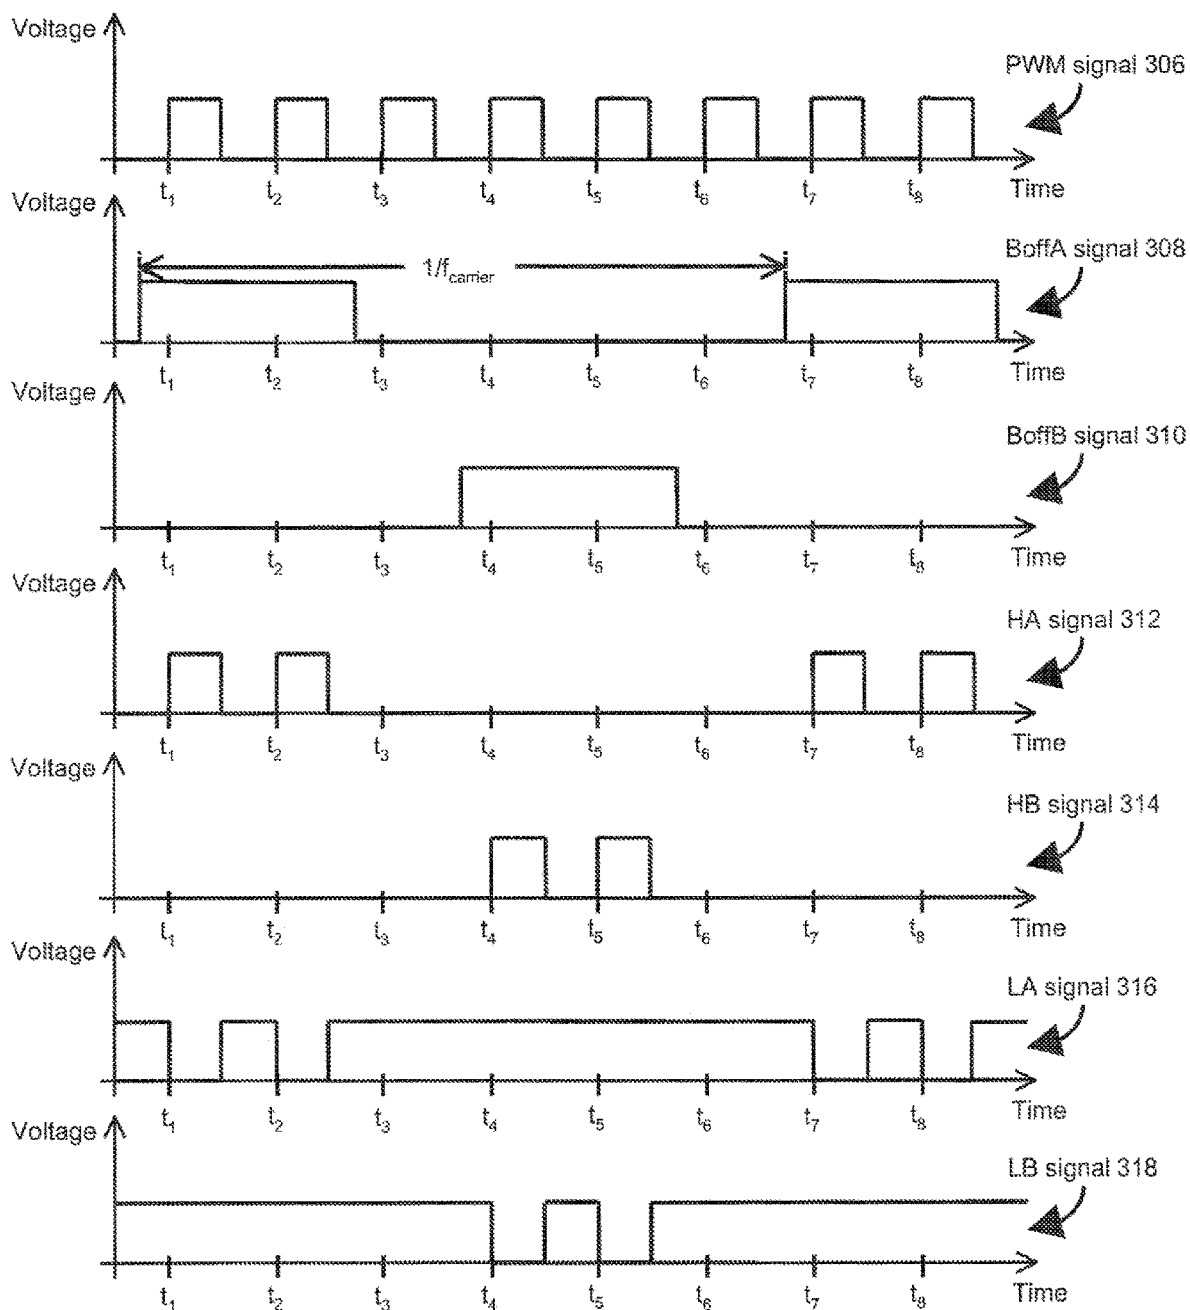 Voltage
PWM signal 306
t1 t2 t3 t4 t5 t6 t7 t8 Time
Voltage
BoffA signal 308
1/fcarrier
t1 t2 t3 t4 t5 t6 t7 t8 Time
Voltage
BoffB signal 310
t1 t2 t3 t4 t5 t6 t7 t8 Time
Voltage
HA signal 312
t1 t2 t3 t4 t5 t6 t7 t8 Time
Voltage
HB signal 314
t1 t2 t3 t4 t5 t6 t7 t8 Time
Voltage
LA signal 316
t1 t2 t3 t4 t5 t6 t7 t8 Time
Voltage
LB signal 318
t1 t2 t3 t4 t5 t6 t7 t8 Time